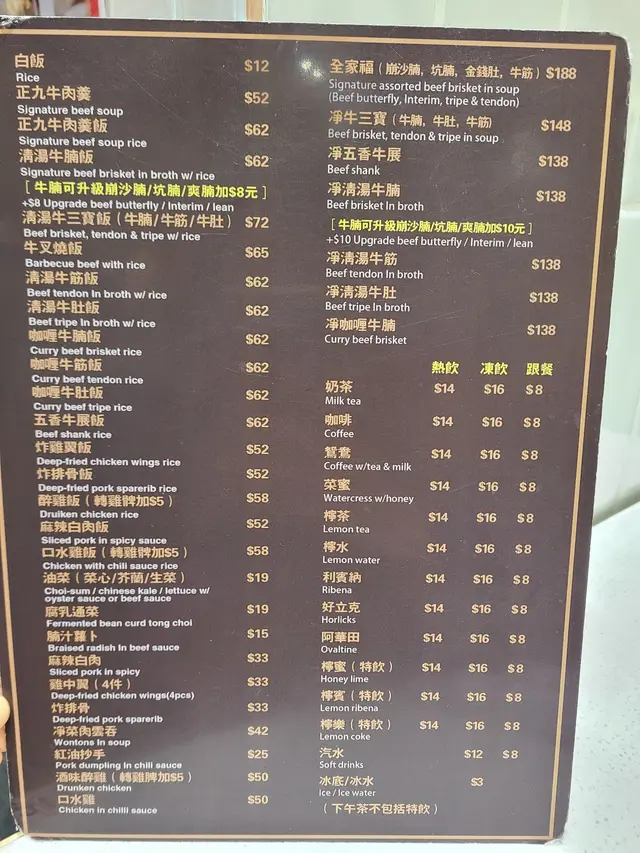 白飯 $12
Rice
正九牛肉羹 $52
Signature beef soup
正九牛肉羹飯 $62
Signature beef soup rice
淸湯牛腩飯 $62
Signature beef brisket in broth w/ rice
[ 牛腩可升級崩沙腩/坑腩/爽腩加$8元 ]
+$8 Upgrade beef butterfly / Interim / lean
淸湯牛三寶飯（牛腩/牛筋/牛肚） $72
Beef brisket, tendon & tripe w/ rice
牛叉燒飯 $65
Barbecue beef with rice
淸湯牛筋飯 $62
Beef tendon In broth w/ rice
淸湯牛肚飯 $62
Beef tripe In broth w/ rice
咖喱牛腩飯 $62
Curry beef brisket rice
咖喱牛筋飯 $62
Curry beef tendon rice
咖喱牛肚飯 $62
Curry beef tripe rice
五香牛展飯 $62
Beef shank rice
炸雞翼飯 $52
Deep-fried chicken wings rice
炸排骨飯 $52
Deep-fried pork sparerib rice
醉雞飯（轉雞髀加$5） $58
Druiken chicken rice
麻辣白肉飯 $52
Sliced pork in spicy sauce
口水雞飯（轉雞髀加$5） $58
Chicken with chili sauce rice
油菜（菜心/芥蘭/生菜） $19
Choi-sum / chinese kale / lettuce w/
oyster sauce or beef sauce
腐乳通菜 $19
Fermented bean curd tong choi
腩汁蘿卜 $15
Braised radish In beef sauce
麻辣白肉 $33
Sliced pork in spicy
雞中翼（4件） $33
Deep-fried chicken wings(4pcs)
炸排骨 $33
Deep-fried pork sparerib
凈菜肉雲吞 $42
Wontons In soup
紅油抄手 $25
Pork dumpling In chili sauce
酒味醉雞（轉雞脾加$5） $50
Drunken chicken
口水雞 $50
Chicken in chilli sauce
全家福（崩沙腩, 坑腩, 金錢肚, 牛筋） $188
Signature assorted beef brisket in soup
(Beef butterfly, Interim, tripe & tendon)
凈牛三寶（牛腩, 牛肚, 牛筋） $148
Beef brisket, tendon & tripe in soup
凈五香牛展 $138
Beef shank
凈淸湯牛腩 $138
Beef brisket In broth
[ 牛腩可升級崩沙腩/坑腩/爽腩加$10元 ]
+$10 Upgrade beef butterfly / Interim / lean
凈淸湯牛筋 $138
Beef tendon In broth
凈淸湯牛肚 $138
Beef tripe In broth
凈咖喱牛腩 $138
Curry beef brisket
熱飲 凍飲 跟餐
奶茶 $14 $16 $8
Milk tea
咖啡 $14 $16 $8
Coffee
鴛鴦 $14 $16 $8
Coffee w/tea & milk
菜蜜 $14 $16 $8
Watercress w/honey
檸茶 $14 $16 $8
Lemon tea
檸水 $14 $16 $8
Lemon water
利賓納 $14 $16 $8
Ribena
好立克 $14 $16 $8
Horlicks
阿華田 $14 $16 $8
Ovaltine
檸蜜（特飲） $14 $16 $8
Honey lime
檸賓（特飲） $14 $16 $8
Lemon ribena
檸樂（特飲） $14 $16 $8
Lemon coke
汽水 $12 $8
Soft drinks
冰底/冰水 $3
Ice / Ice water
（下午茶不包括特飲）